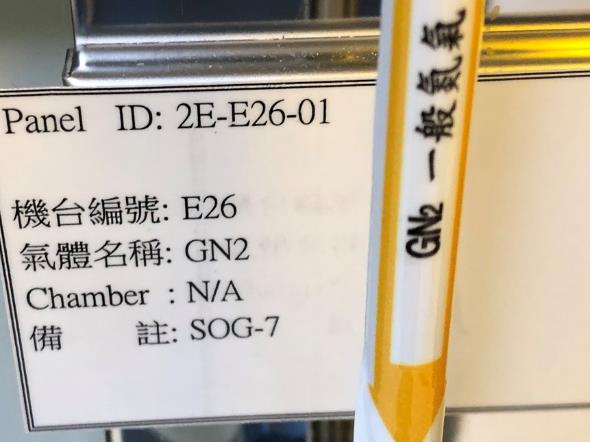 Panel ID: 2E-E26-01
機台編號: E26
氣體名稱: GN2
Chamber : N/A
備 註: SOG-7
GN2 一般氮氣